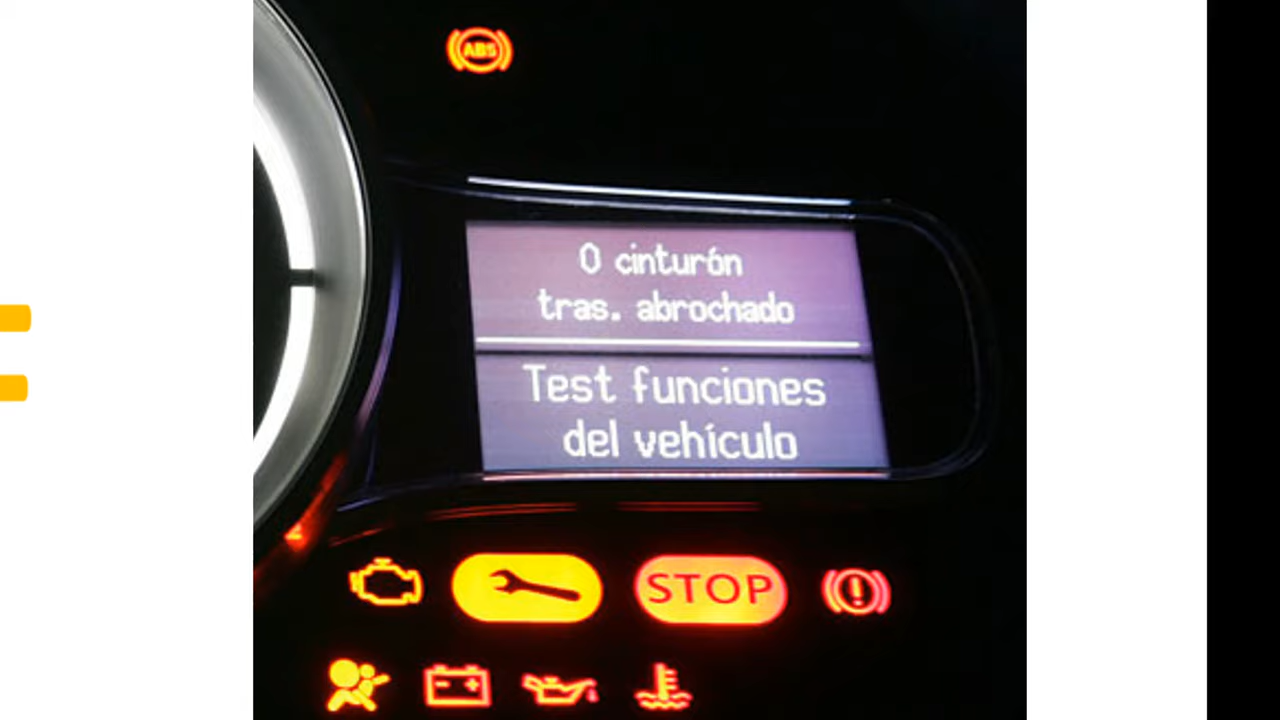 ABS
0 cinturón
tras. abrochado
Test funciones
del vehículo
STOP